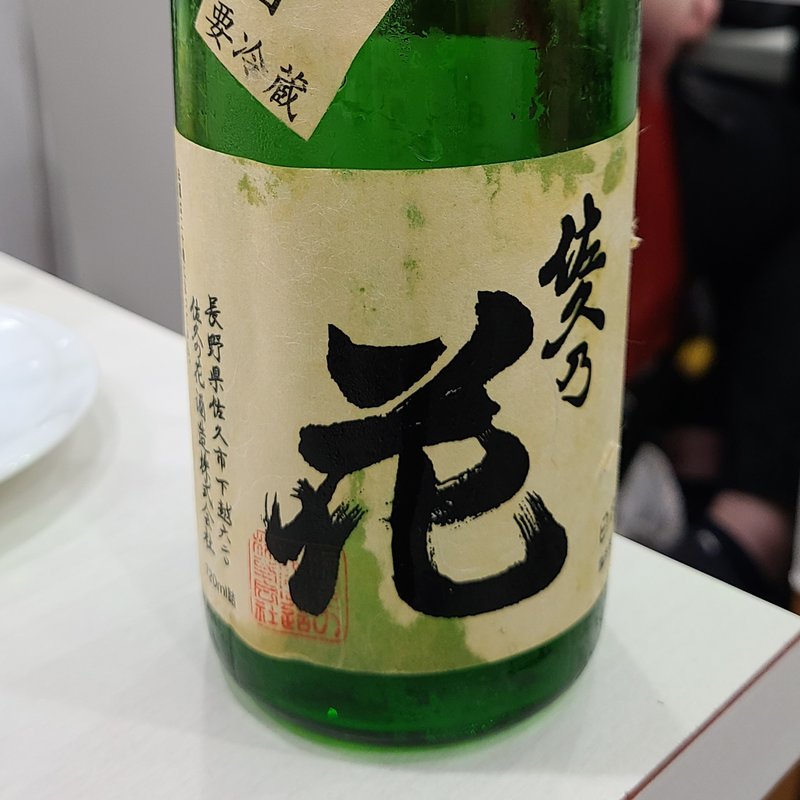 要冷蔵
佐久乃
花
長野県佐久市下越六二〇
佐久の花酒造株式会社
720ml詰